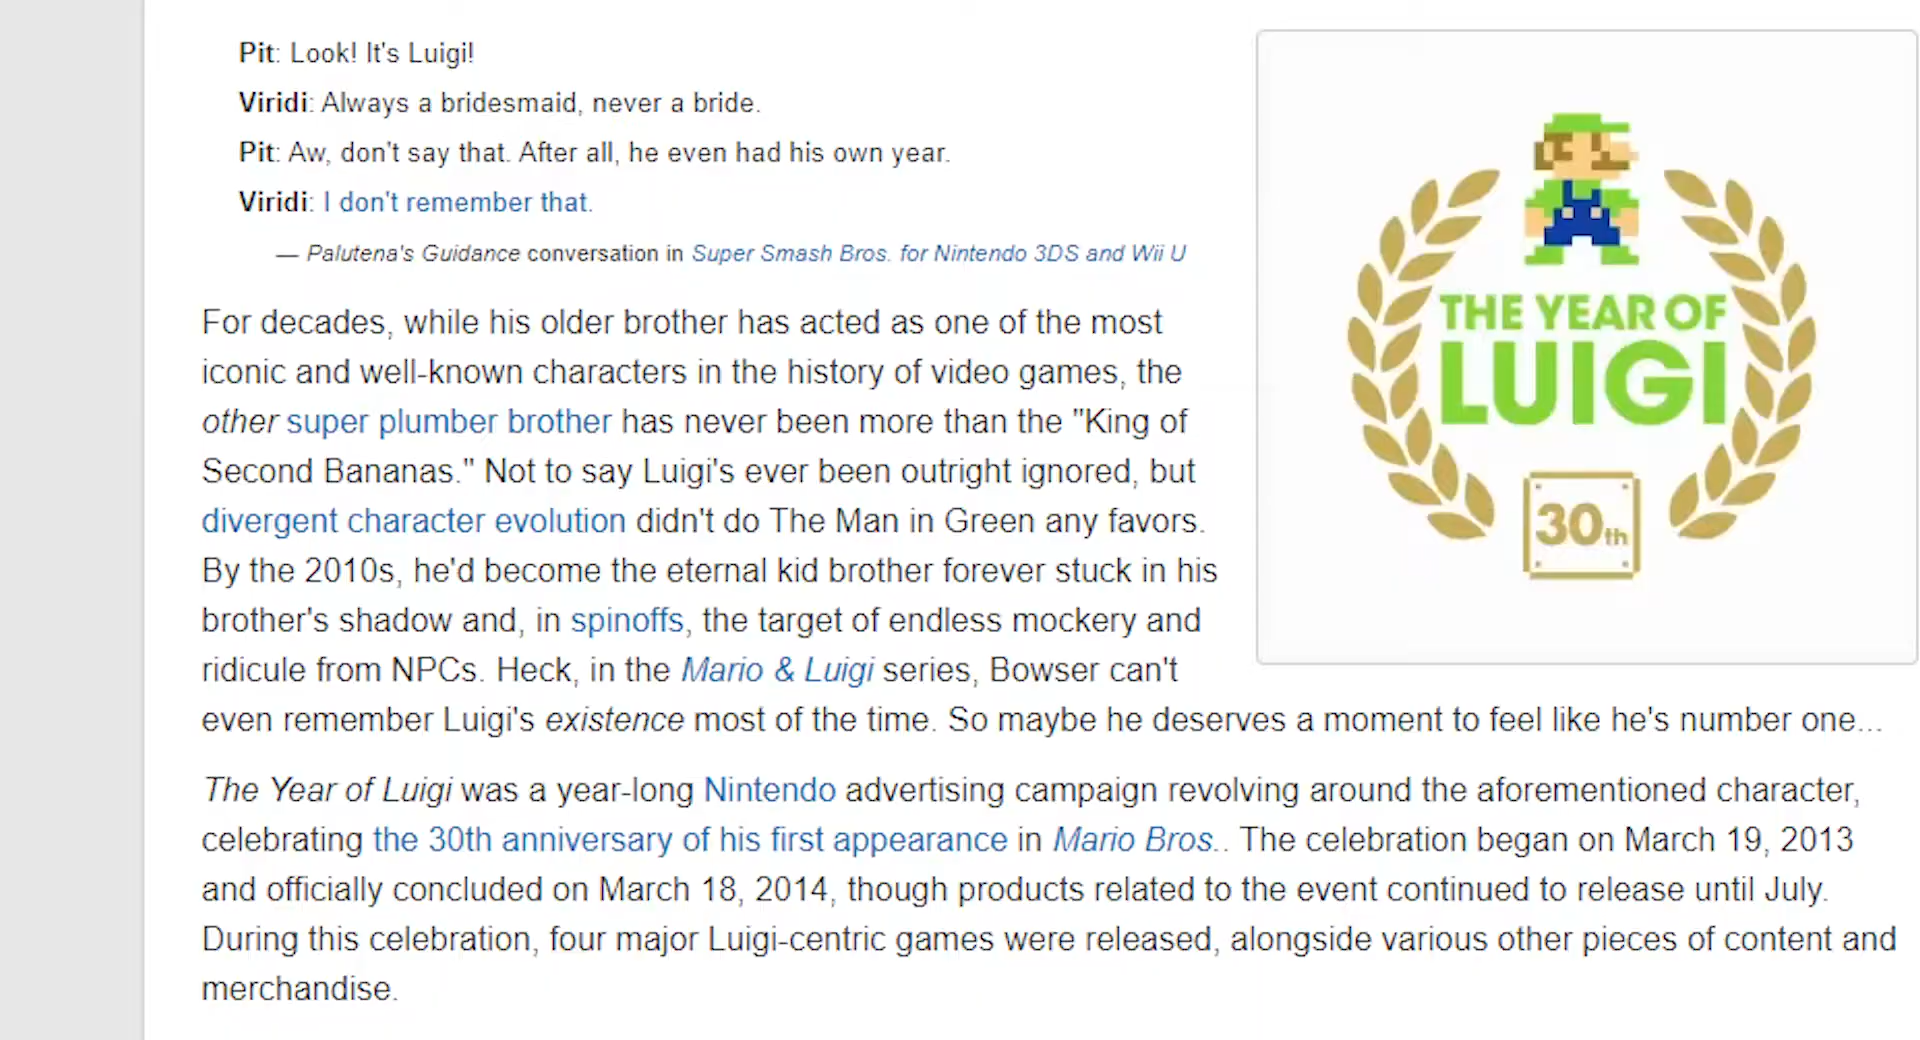 Pit: Look! It's Luigi!
Viridi: Always a bridesmaid, never a bride.
Pit: Aw, don't say that. After all, he even had his own year.
Viridi: I don't remember that.
— Palutena's Guidance conversation in Super Smash Bros. for Nintendo 3DS and Wii U
For decades, while his older brother has acted as one of the most
iconic and well-known characters in the history of video games, the
other super plumber brother has never been more than the "King of
Second Bananas." Not to say Luigi's ever been outright ignored, but
divergent character evolution didn't do The Man in Green any favors.
By the 2010s, he'd become the eternal kid brother forever stuck in his
brother's shadow and, in spinoffs, the target of endless mockery and
ridicule from NPCs. Heck, in the Mario & Luigi series, Bowser can't
even remember Luigi's existence most of the time. So maybe he deserves a moment to feel like he's number one...
The Year of Luigi was a year-long Nintendo advertising campaign revolving around the aforementioned character,
celebrating the 30th anniversary of his first appearance in Mario Bros.. The celebration began on March 19, 2013
and officially concluded on March 18, 2014, though products related to the event continued to release until July.
During this celebration, four major Luigi-centric games were released, alongside various other pieces of content and
merchandise.
THE YEAR OF
LUIGI
30th